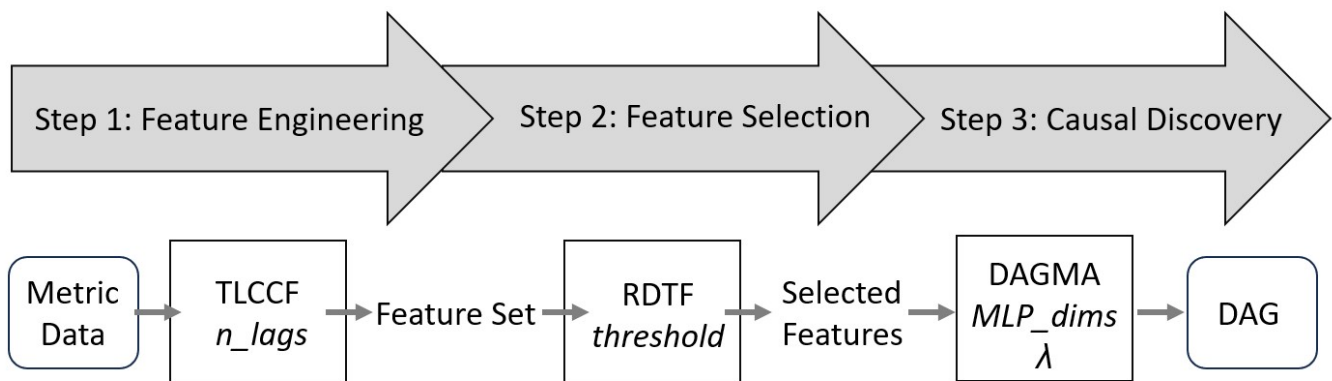 Step 1: Feature Engineering
Step 2: Feature Selection
Step 3: Causal Discovery
Metric
Data
TLCCF
n_lags
Feature Set
RDTF
threshold
Selected
Features
DAGMA
MLP_dims
λ
DAG